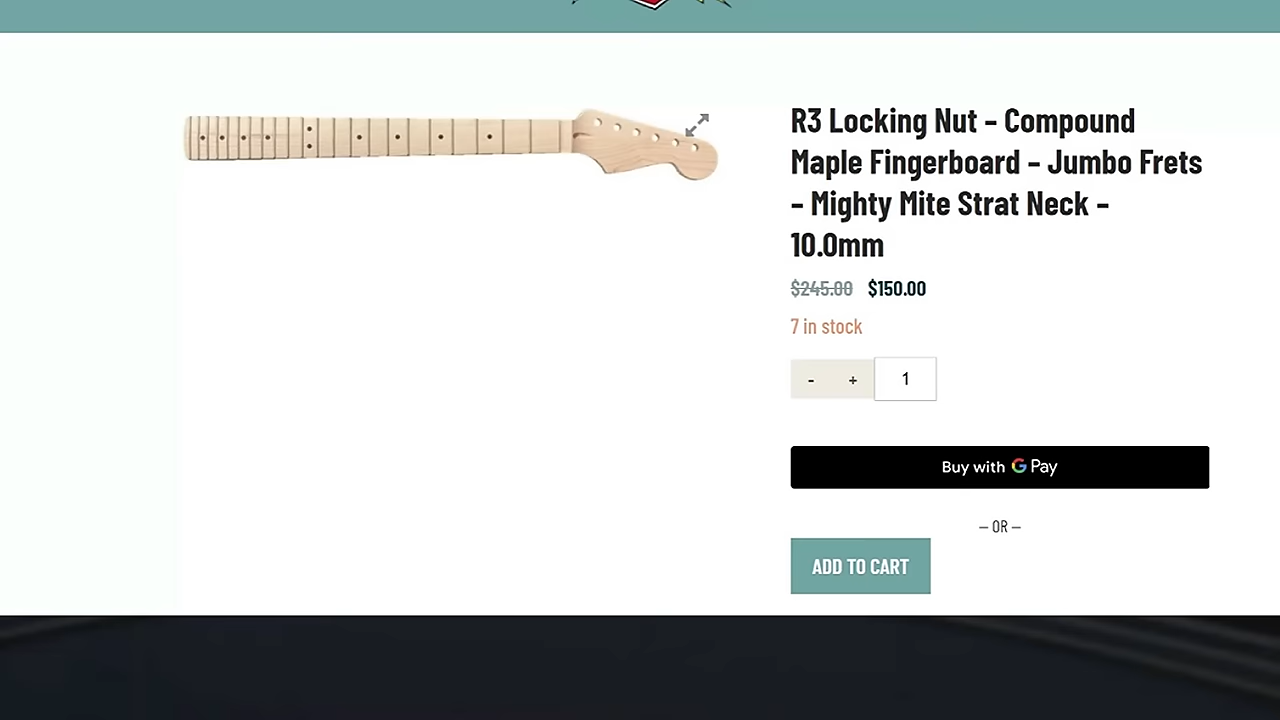 R3 Locking Nut – Compound
Maple Fingerboard – Jumbo Frets
– Mighty Mite Strat Neck –
10.0mm
$245.00 $150.00
7 in stock
- + 1
Buy with G Pay
— OR —
ADD TO CART